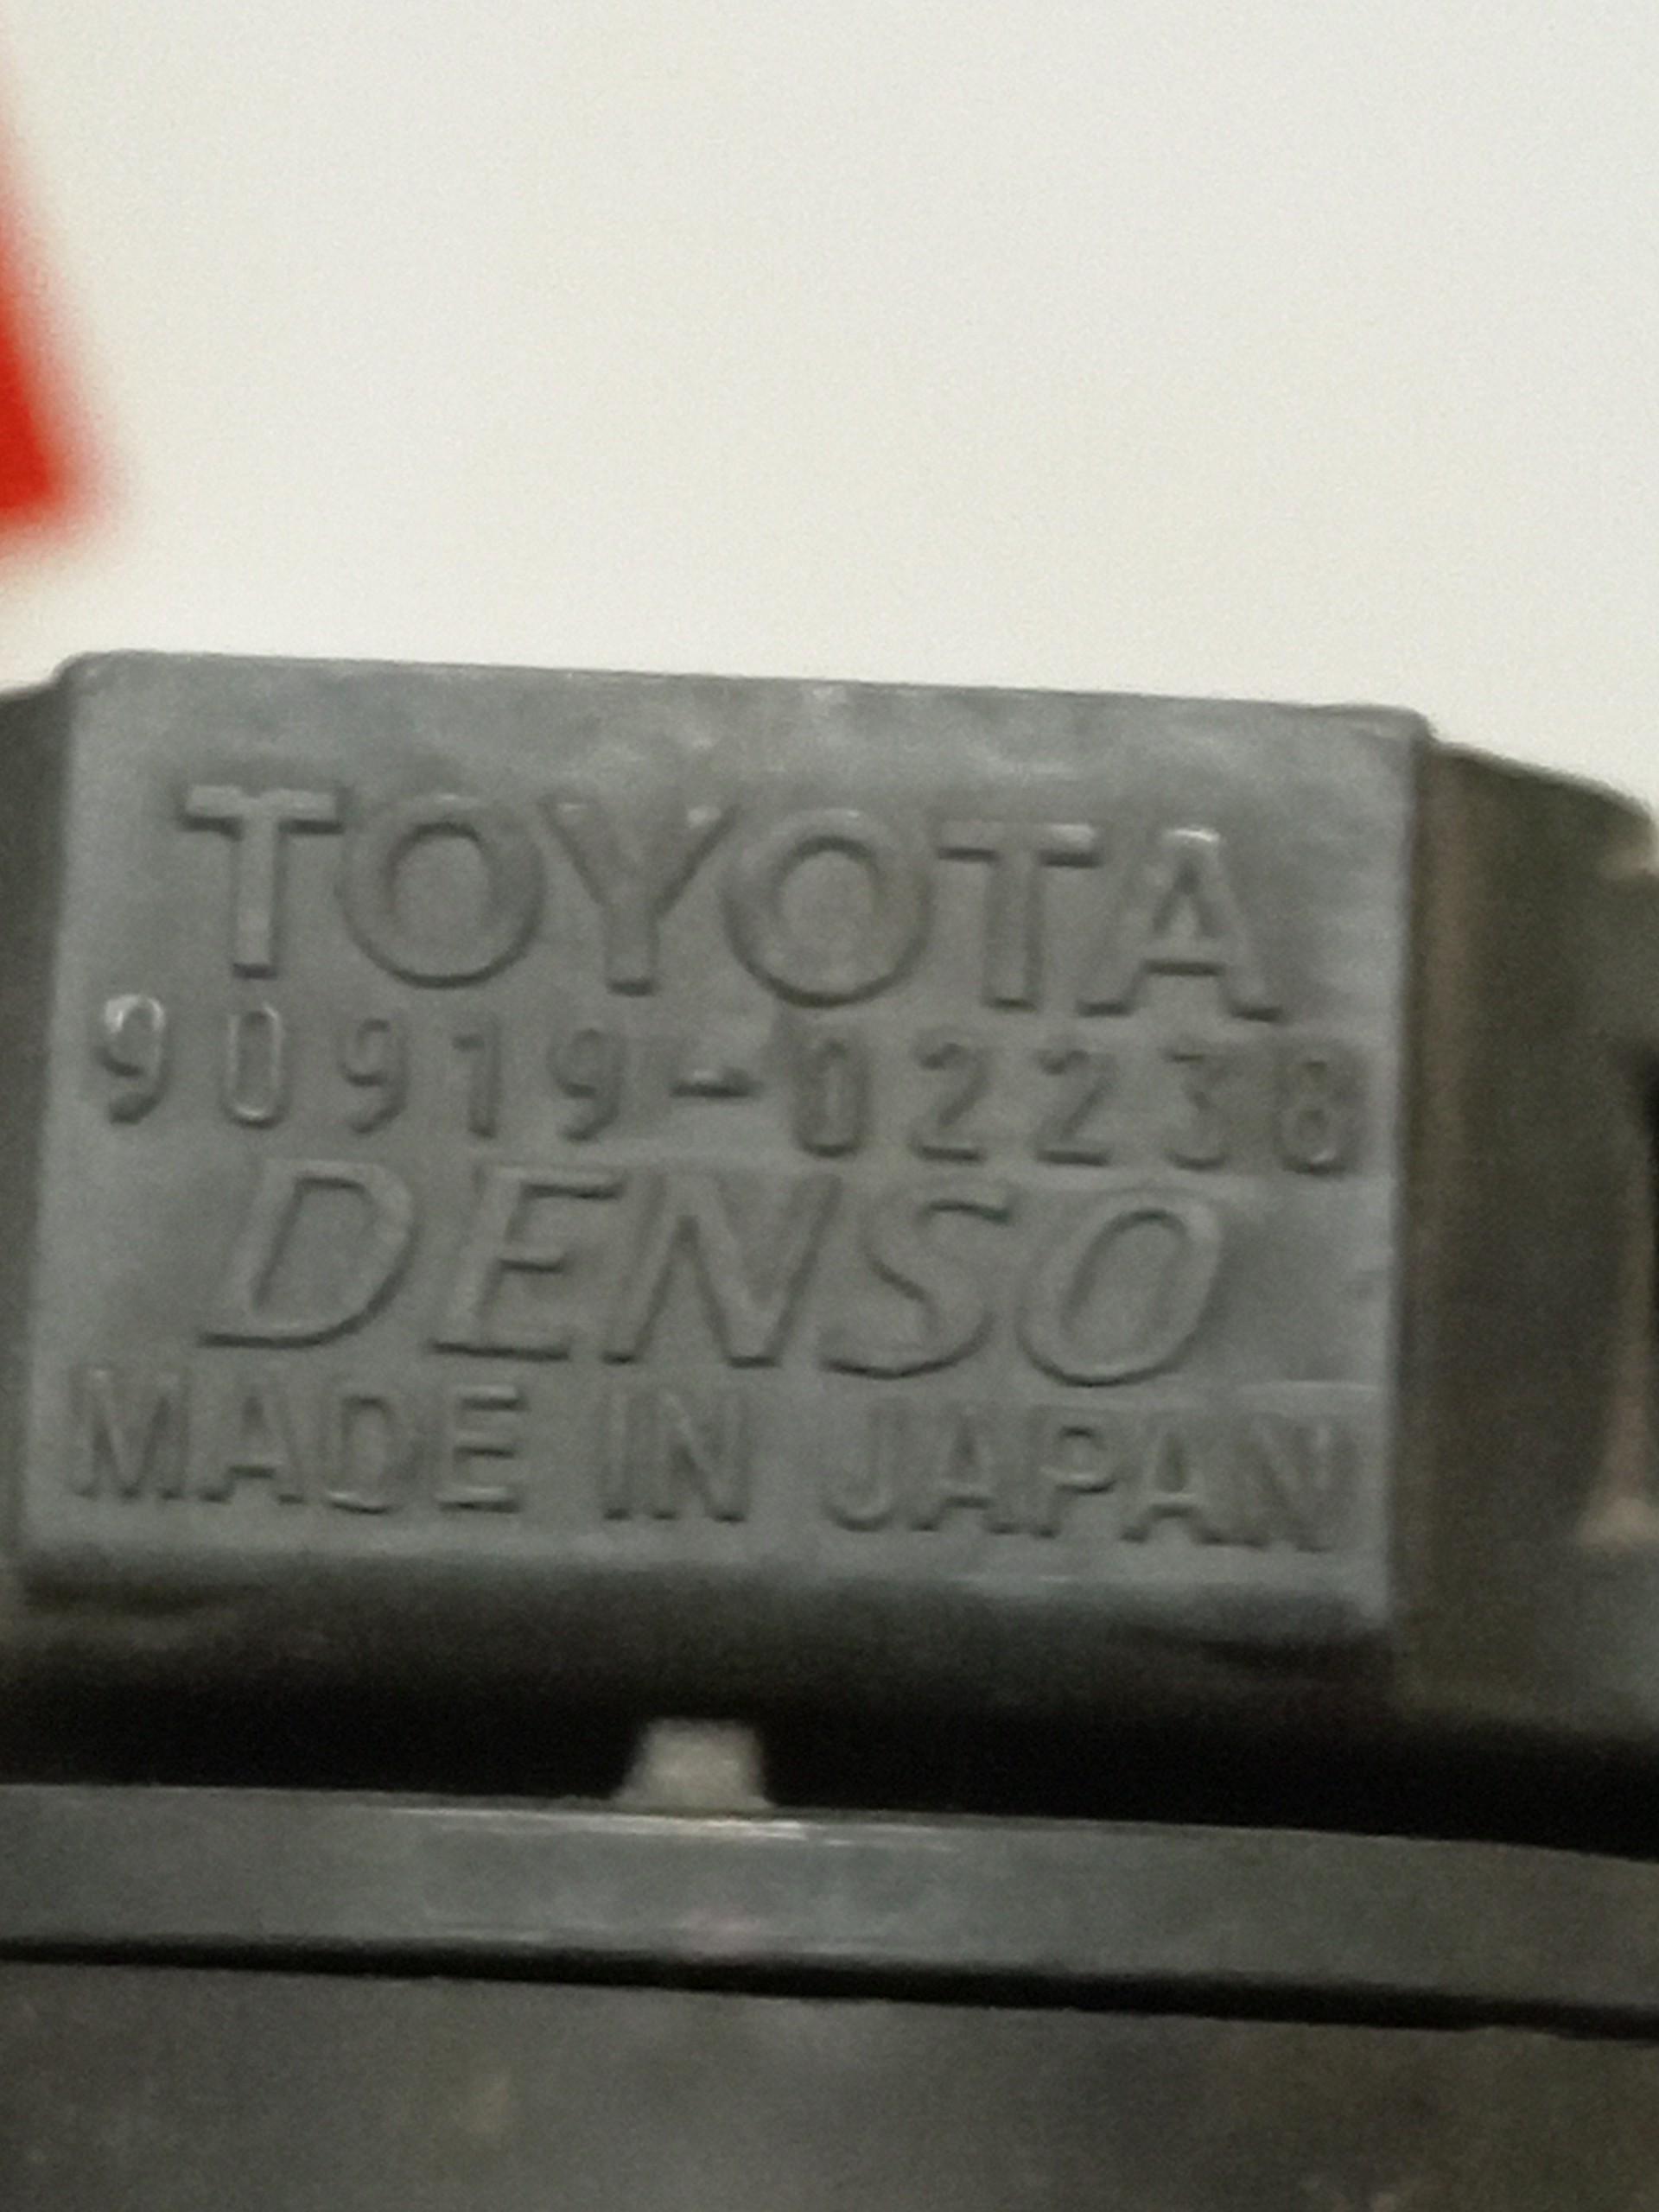 TOYOTA
90919-02238
DENSO
MADE IN JAPAN